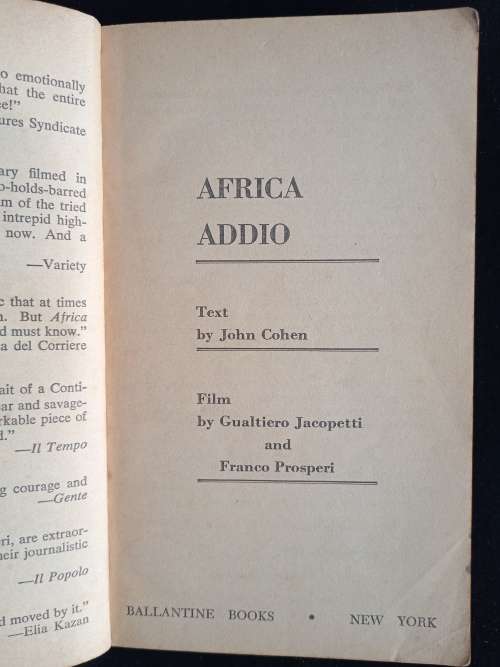 o emotionally
hat the entire
ee!"
ures Syndicate
ary filmed in
o-holds-barred
m of the tried
intrepid high-
now. And a
—Variety
e that at times
n. But Africa
d must know."
a del Corriere
ait of a Conti-
ar and savage-
rkable piece of
d."
—Il Tempo
g courage and
—Gente
ri, are extraor-
heir journalistic
—Il Popolo
d moved by it."
—Elia Kazan
AFRICA
ADDIO
Text
by John Cohen
Film
by Gualtiero Jacopetti
and
Franco Prosperi
BALLANTINE BOOKS • NEW YORK